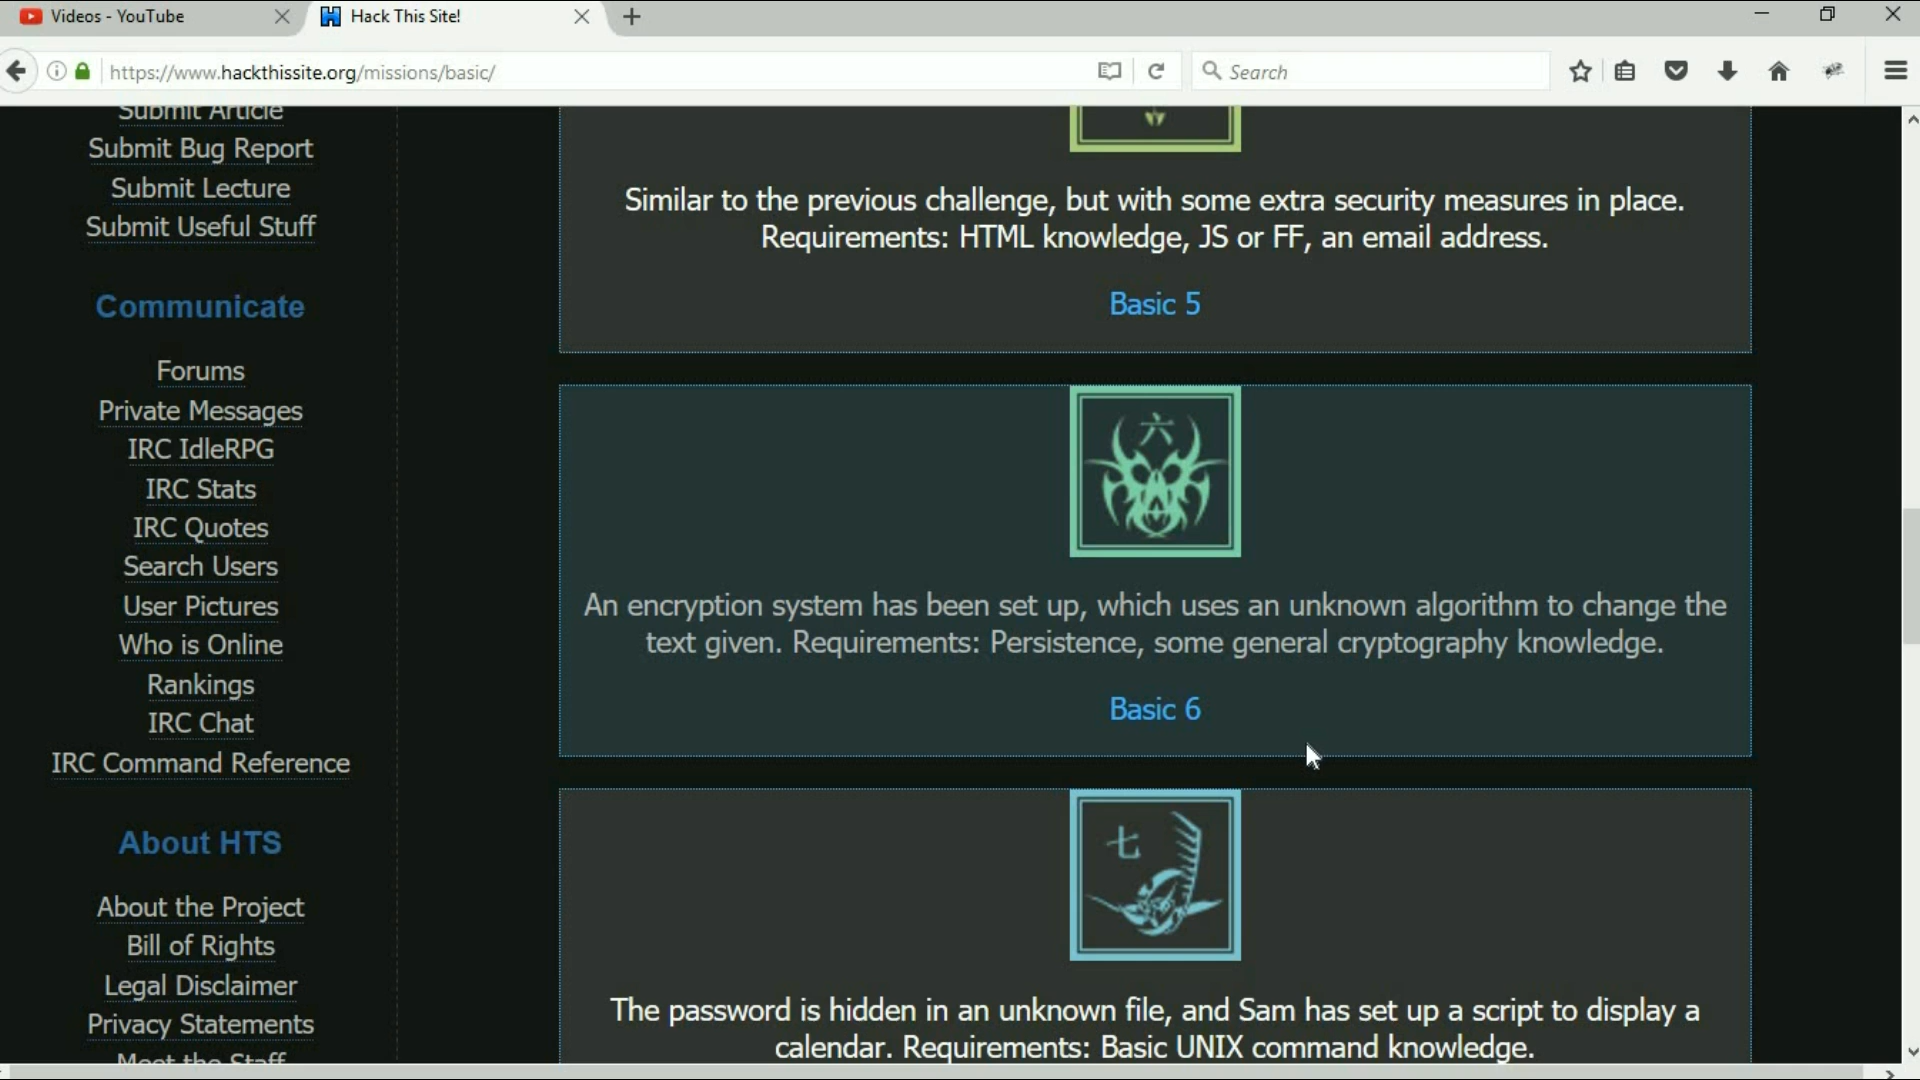 Videos - YouTube
Hack This Site!
https://www.hackthissite.org/missions/basic/
Search
Submit Article
Submit Bug Report
Submit Lecture
Submit Useful Stuff
Communicate
Forums
Private Messages
IRC IdleRPG
IRC Stats
IRC Quotes
Search Users
User Pictures
Who is Online
Rankings
IRC Chat
IRC Command Reference
About HTS
About the Project
Bill of Rights
Legal Disclaimer
Privacy Statements
Meet the Staff
Similar to the previous challenge, but with some extra security measures in place.
Requirements: HTML knowledge, JS or FF, an email address.
Basic 5
六
An encryption system has been set up, which uses an unknown algorithm to change the
text given. Requirements: Persistence, some general cryptography knowledge.
Basic 6
七
The password is hidden in an unknown file, and Sam has set up a script to display a
calendar. Requirements: Basic UNIX command knowledge.